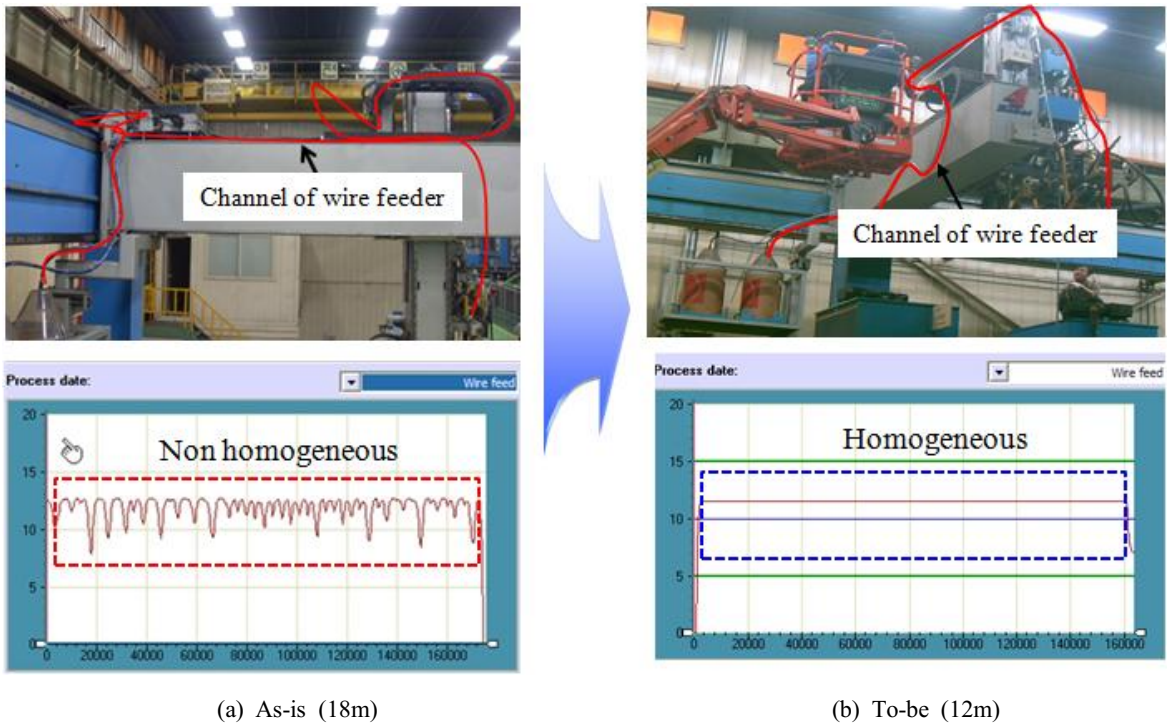 Channel of wire feeder
Channel of wire feeder
Process date:
Wire feed
20
15
10
5
0
Non homogeneous
0
20000
40000
60000
80000
100000
120000
140000
160000
Process date:
Wire feed
20
15
10
5
0
Homogeneous
0
20000
40000
60000
80000
100000
120000
140000
160000
(a) As-is (18m)
(b) To-be (12m)